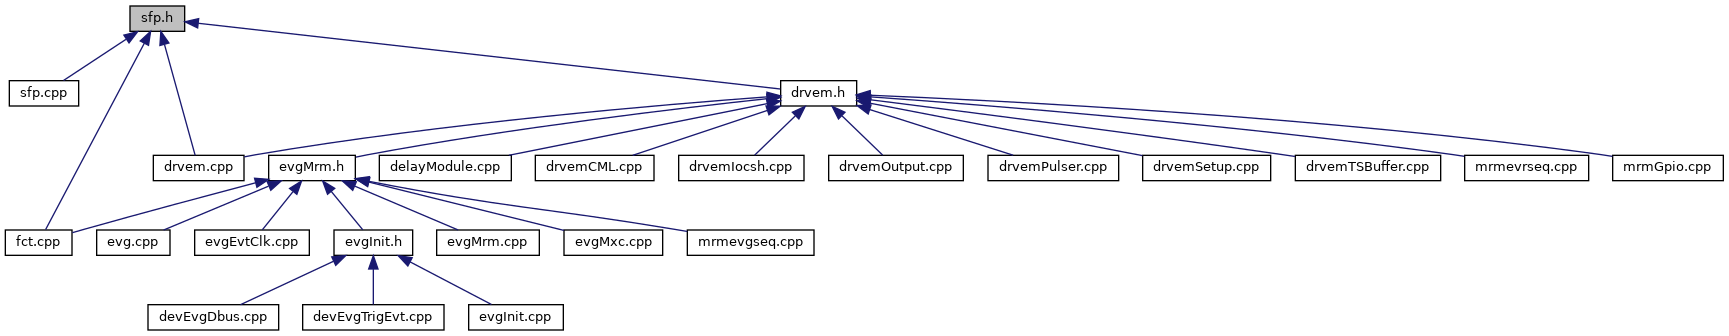 sfp.h
sfp.cpp
drvem.h
drvem.cpp
evgMrm.h
delayModule.cpp
drvemCML.cpp
drvemIocsh.cpp
drvemOutput.cpp
drvemPulser.cpp
drvemSetup.cpp
drvemTSBuffer.cpp
mrmevrseq.cpp
mrmGpio.cpp
fct.cpp
evg.cpp
evgEvtClk.cpp
evgInit.h
evgMrm.cpp
evgMxc.cpp
mrmevgseq.cpp
devEvgDbus.cpp
devEvgTrigEvt.cpp
evgInit.cpp